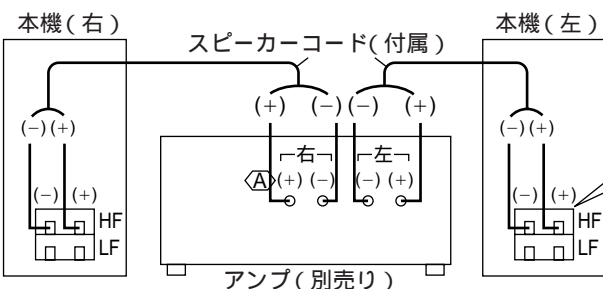 本機(右)
本機(左)
スピーカーコード(付属)
(+) (−) (−) (+)
(−) (+)
(−) (+)
右 左
Ⓐ (+) (−) (−) (+)
(−) (+)
(−) (+)
HF
HF
LF
LF
アンプ(別売り)